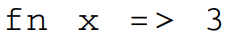 fn x => 3